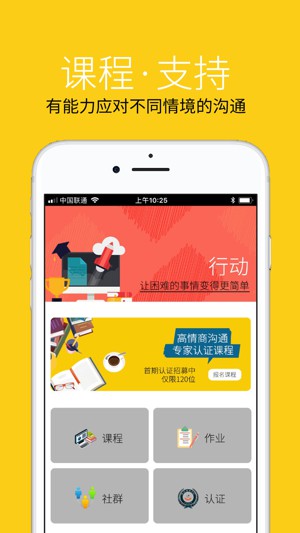 课程·支持
有能力应对不同情境的沟通
中国联通
上午10:25
行动
让困难的事情变得更简单
高情商沟通
专家认证课程
首期认证招募中
仅限120位
报名课程
课程
作业
社群
认证